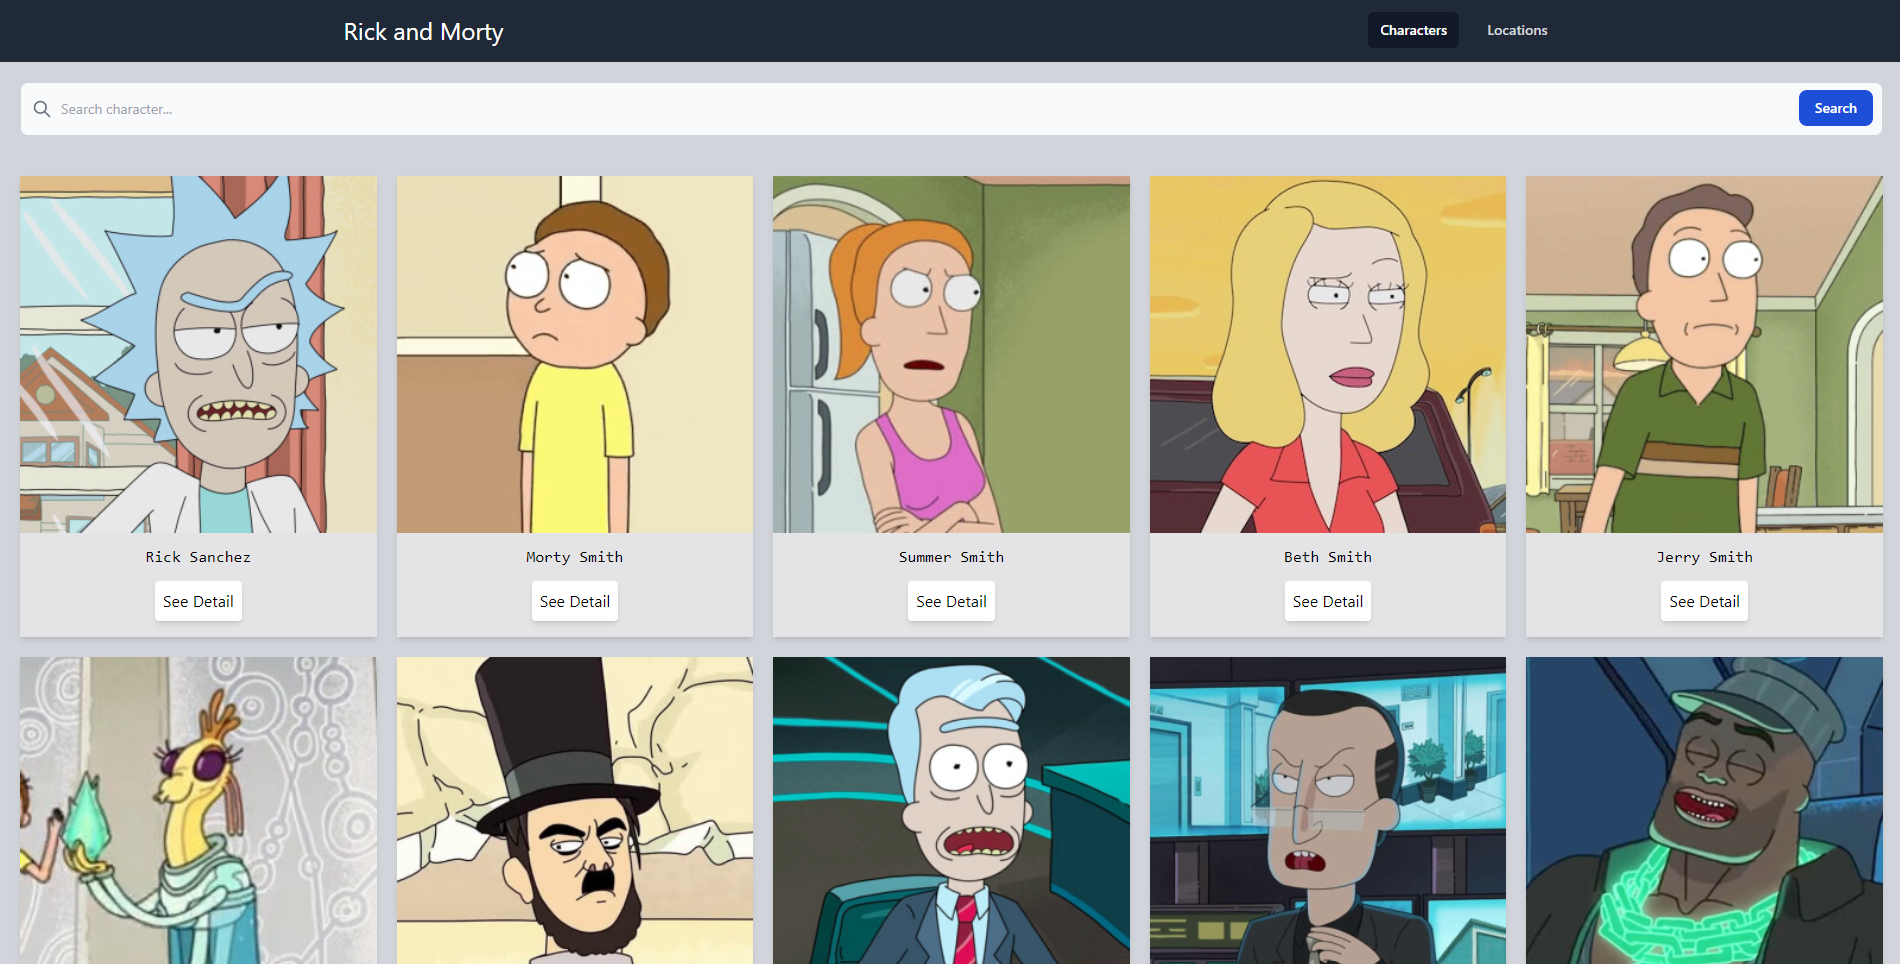 Rick and Morty
Characters
Locations
Search character...
Search
Rick Sanchez
Morty Smith
Summer Smith
Beth Smith
Jerry Smith
See Detail
See Detail
See Detail
See Detail
See Detail